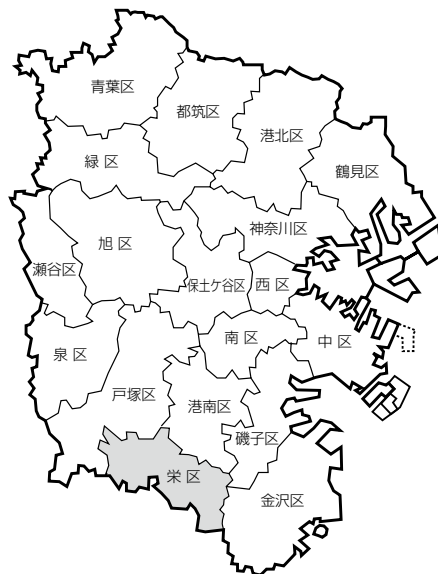 青葉区
都筑区
港北区
緑 区
鶴見区
神奈川区
旭 区
瀬谷区
保土ケ谷区
西 区
南 区
中 区
泉 区
戸塚区
港南区
磯子区
栄 区
金沢区